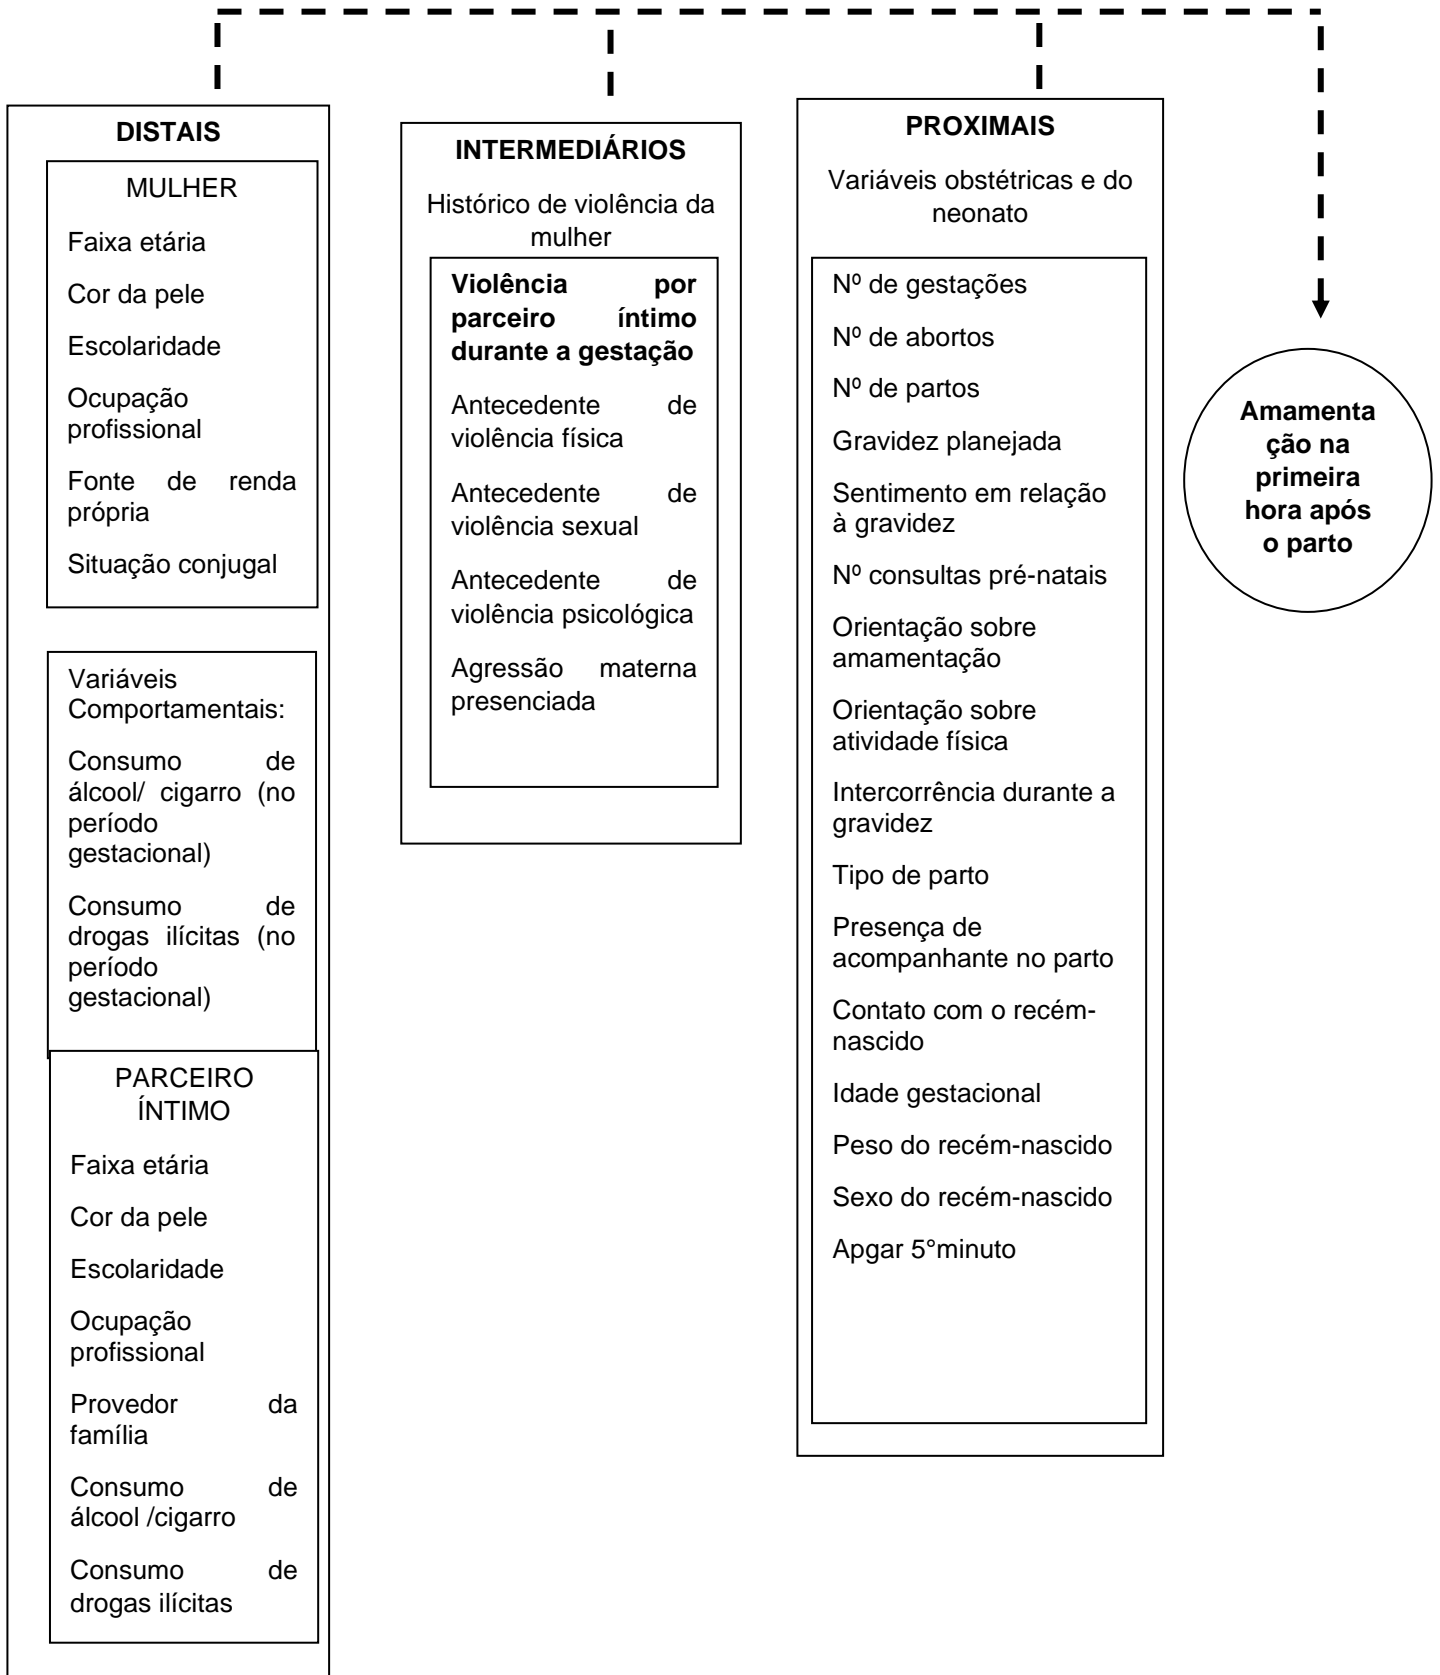 DISTAIS
MULHER
Faixa etária
Cor da pele
Escolaridade
Ocupação
profissional
Fonte de renda
própria
Situação conjugal
Variáveis
Comportamentais:
Consumo de
álcool/ cigarro (no
período
gestacional)
Consumo de
drogas ilícitas (no
período
gestacional)
PARCEIRO
ÍNTIMO
Faixa etária
Cor da pele
Escolaridade
Ocupação
profissional
Provedor da
família
Consumo de
álcool /cigarro
Consumo de
drogas ilícitas
INTERMEDIÁRIOS
Histórico de violência da
mulher
Violência por
parceiro íntimo
durante a gestação
Antecedente de
violência física
Antecedente de
violência sexual
Antecedente de
violência psicológica
Agressão materna
presenciada
PROXIMAIS
Variáveis obstétricas e do
neonato
Nº de gestações
Nº de abortos
Nº de partos
Gravidez planejada
Sentimento em relação
à gravidez
Nº consultas pré-natais
Orientação sobre
amamentação
Orientação sobre
atividade física
Intercorrência durante a
gravidez
Tipo de parto
Presença de
acompanhante no parto
Contato com o recém-
nascido
Idade gestacional
Peso do recém-nascido
Sexo do recém-nascido
Apgar 5°minuto
Amamenta
ção na
primeira
hora após
o parto